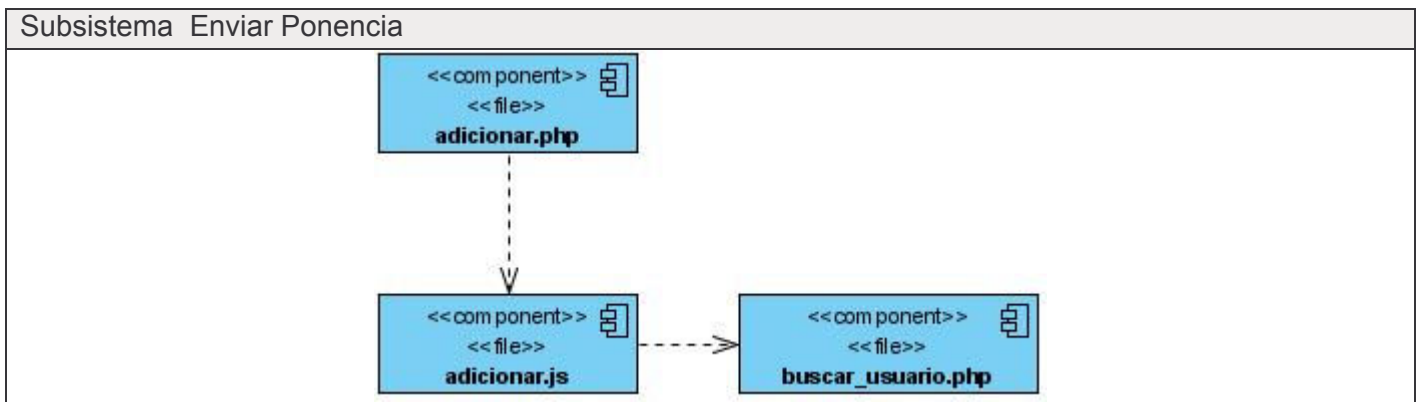 Subsistema Enviar Ponencia
<<component>>
<<file>>
adicionar.php
<<component>>
<<file>>
adicionar.js
<<component>>
<<file>>
buscar_usuario.php